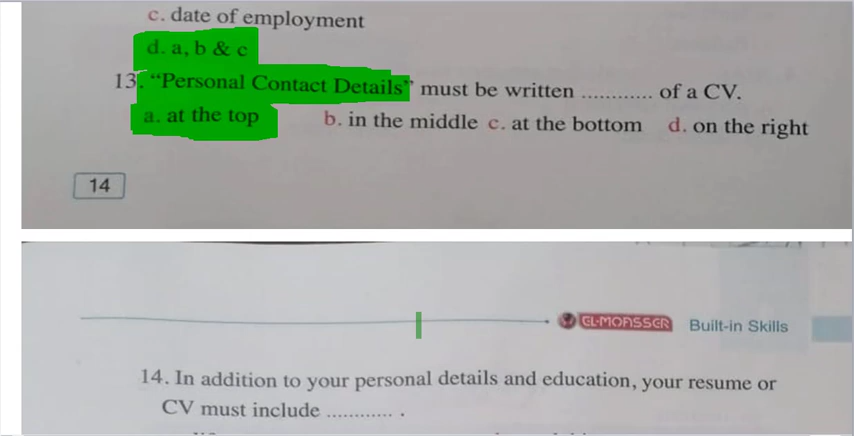 c. date of employment
d. a, b & c
13. "Personal Contact Details" must be written ............ of a CV.
a. at the top b. in the middle c. at the bottom d. on the right
14
EL-MOASSER Built-in Skills
14. In addition to your personal details and education, your resume or
CV must include ............ .